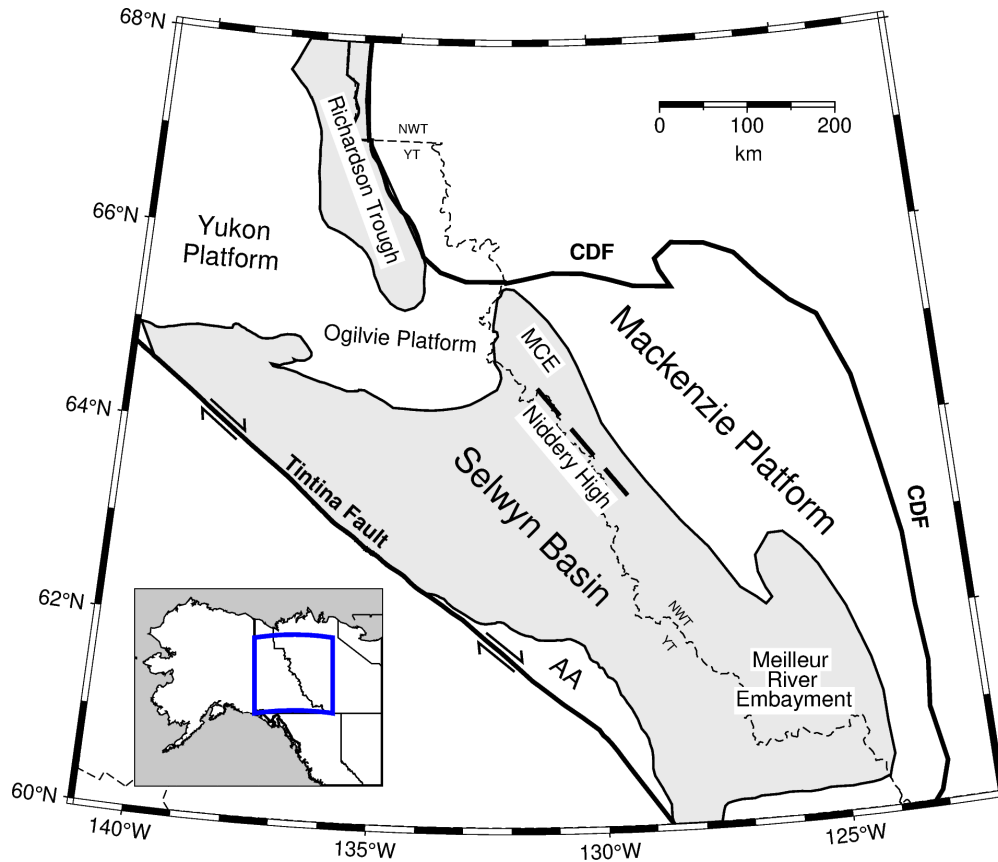 68°N
0
100
200
km
NWT
YT
Richardson Trough
66°N
Yukon
Platform
CDF
Ogilvie Platform
MCE
Mackenzie Platform
64°N
Niddery High
Selwyn Basin
Tintina Fault
CDF
62°N
NWT
YT
AA
Meilleur
River
Embayment
60°N
140°W
135°W
130°W
125°W